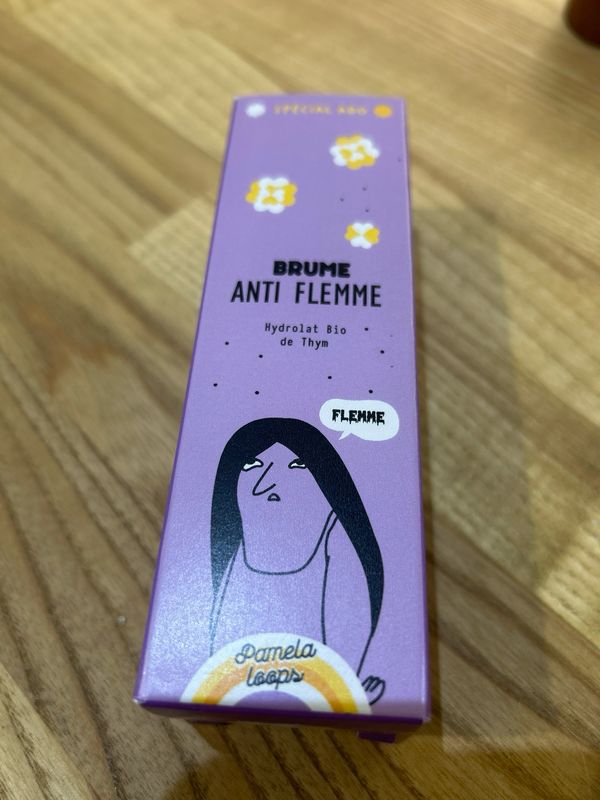 SPÉCIAL ADO
BRUME
ANTI FLEMME
Hydrolat Bio
de Thym
FLEMME
Pamela
loops